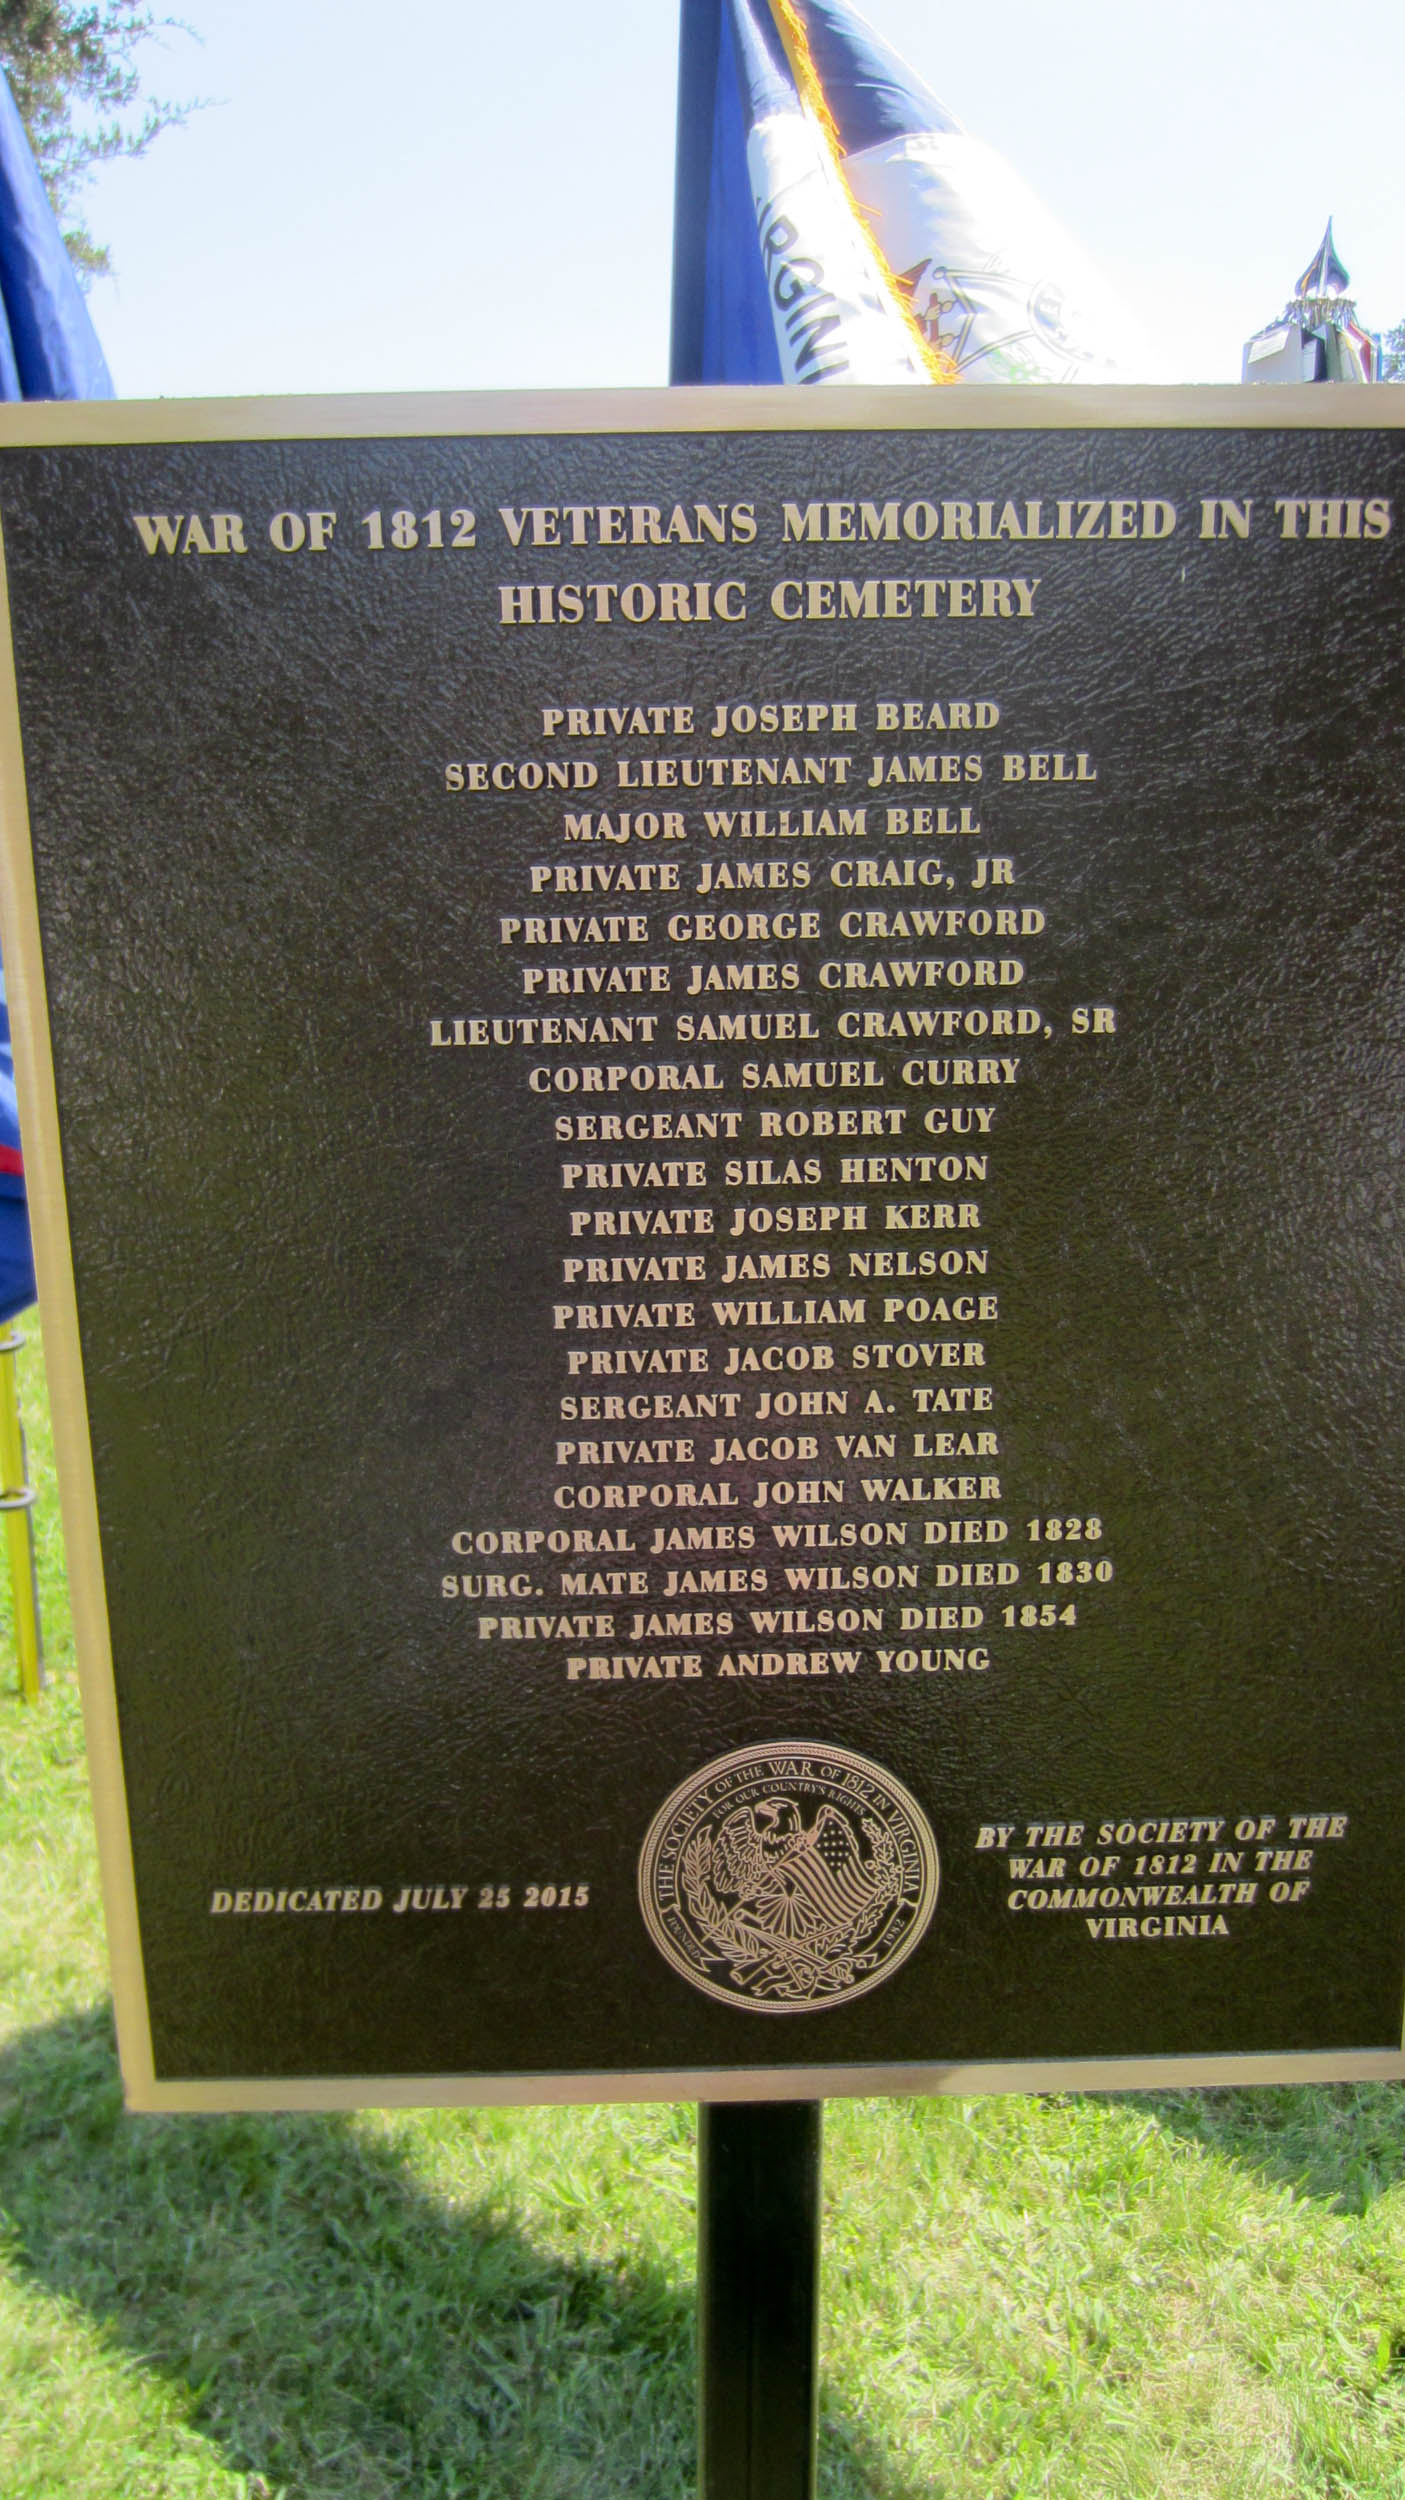 VIRGINI
WAR OF 1812 VETERANS MEMORIALIZED IN THIS
HISTORIC CEMETERY
PRIVATE JOSEPH BEARD
SECOND LIEUTENANT JAMES BELL
MAJOR WILLIAM BELL
PRIVATE JAMES CRAIG, JR
PRIVATE GEORGE CRAWFORD
PRIVATE JAMES CRAWFORD
LIEUTENANT SAMUEL CRAWFORD, SR
CORPORAL SAMUEL CURRY
SERGEANT ROBERT GUY
PRIVATE SILAS HENTON
PRIVATE JOSEPH KERR
PRIVATE JAMES NELSON
PRIVATE WILLIAM POAGE
PRIVATE JACOB STOVER
SERGEANT JOHN A. TATE
PRIVATE JACOB VAN LEAR
CORPORAL JOHN WALKER
CORPORAL JAMES WILSON DIED 1828
SURG. MATE JAMES WILSON DIED 1830
PRIVATE JAMES WILSON DIED 1854
PRIVATE ANDREW YOUNG
DEDICATED JULY 25 2015
THE SOCIETY OF THE WAR OF 1812 IN VIRGINIA
FOR OUR COUNTRY'S RIGHTS
FOUNDED 1982
BY THE SOCIETY OF THE
WAR OF 1812 IN THE
COMMONWEALTH OF
VIRGINIA